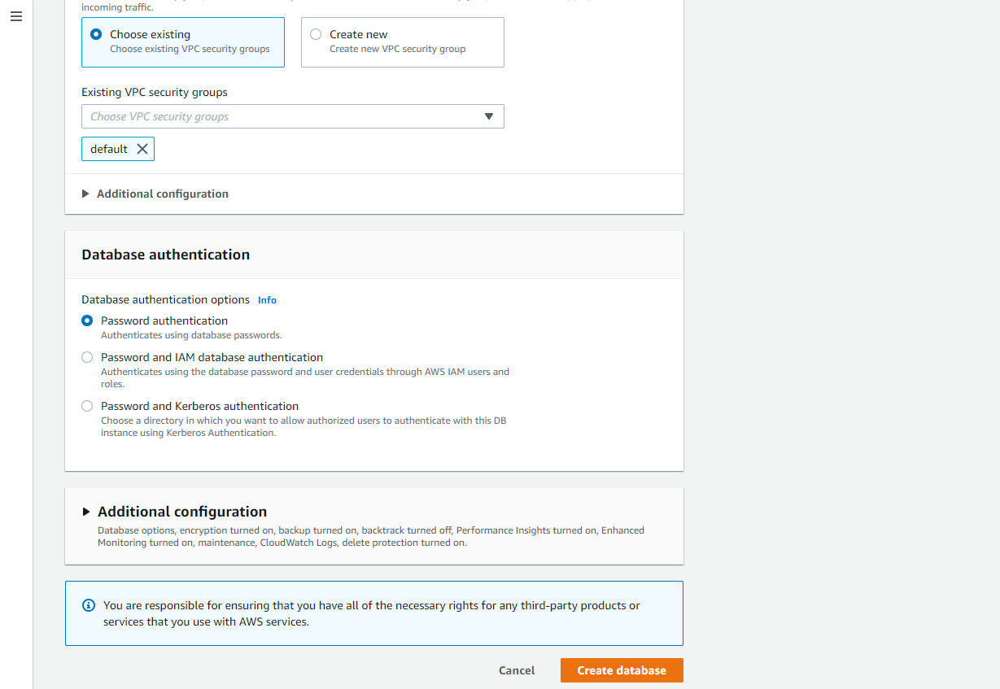 incoming traffic.
Choose existing
Choose existing VPC security groups
Create new
Create new VPC security group
Existing VPC security groups
Choose VPC security groups
default
Additional configuration
Database authentication
Database authentication options Info
Password authentication
Authenticates using database passwords.
Password and IAM database authentication
Authenticates using the database password and user credentials through AWS IAM users and
roles.
Password and Kerberos authentication
Choose a directory in which you want to allow authorized users to authenticate with this DB
instance using Kerberos Authentication.
Additional configuration
Database options, encryption turned on, backup turned on, backtrack turned off, Performance Insights turned on, Enhanced
Monitoring turned on, maintenance, CloudWatch Logs, delete protection turned on.
You are responsible for ensuring that you have all of the necessary rights for any third-party products or
services that you use with AWS services.
Cancel
Create database